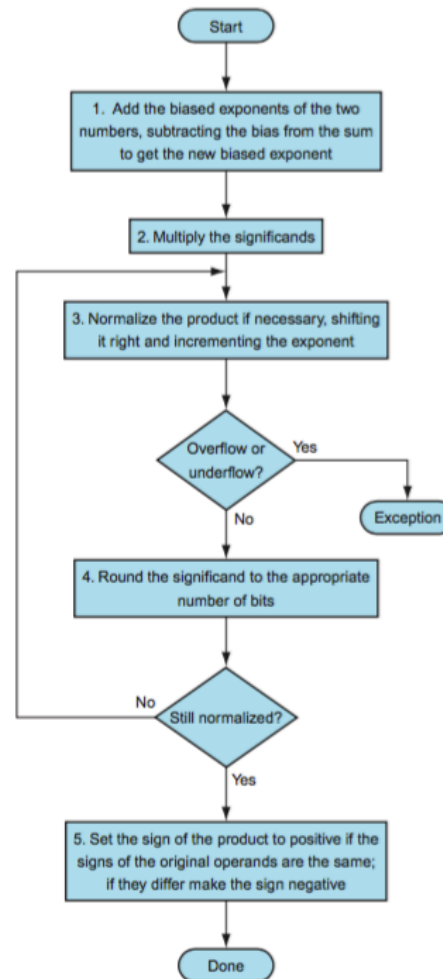 Start
1. Add the biased exponents of the two
numbers, subtracting the bias from the sum
to get the new biased exponent
2. Multiply the significands
3. Normalize the product if necessary, shifting
it right and incrementing the exponent
Overflow or
underflow?
Yes
Exception
No
4. Round the significand to the appropriate
number of bits
No
Still normalized?
Yes
5. Set the sign of the product to positive if the
signs of the original operands are the same;
if they differ make the sign negative
Done